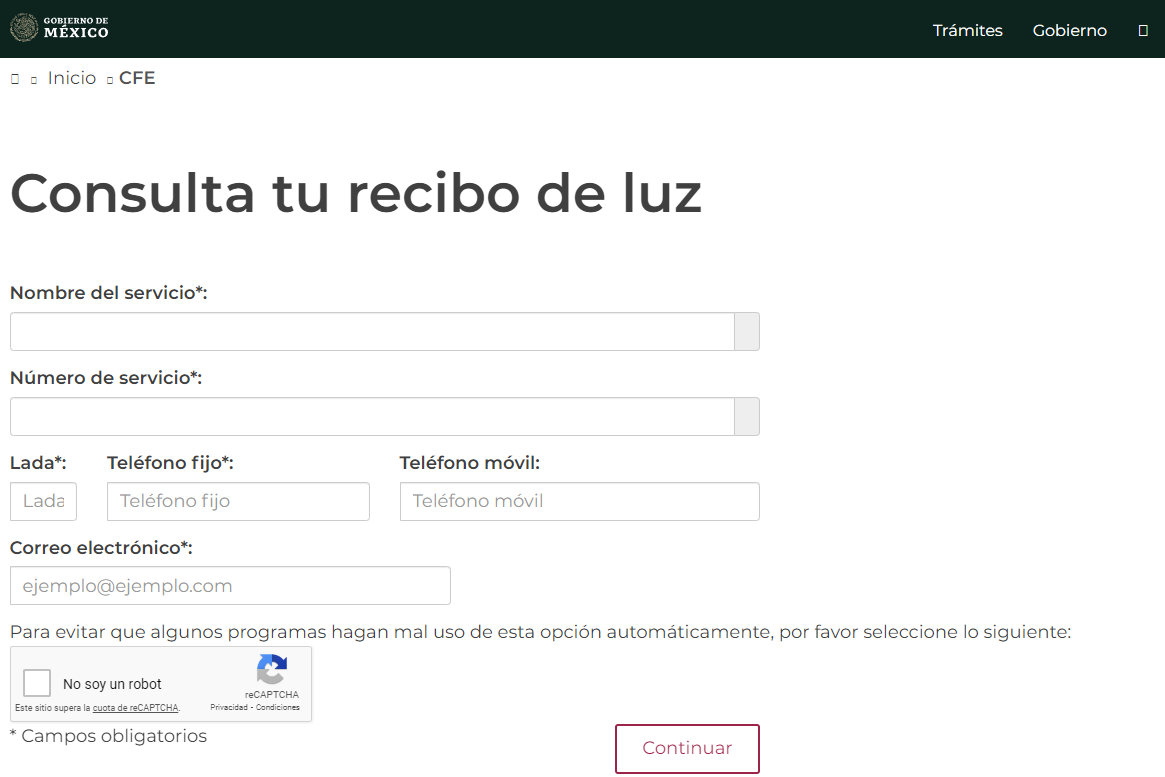 GOBIERNO DE
MÉXICO
Trámites Gobierno
Inicio CFE
Consulta tu recibo de luz
Nombre del servicio*:
Número de servicio*:
Lada*: Teléfono fijo*: Teléfono móvil:
Lada Teléfono fijo Teléfono móvil
Correo electrónico*:
ejemplo@ejemplo.com
Para evitar que algunos programas hagan mal uso de esta opción automáticamente, por favor seleccione lo siguiente:
No soy un robot
reCAPTCHA
Este sitio supera la cuota de reCAPTCHA.
Privacidad - Condiciones
* Campos obligatorios
Continuar